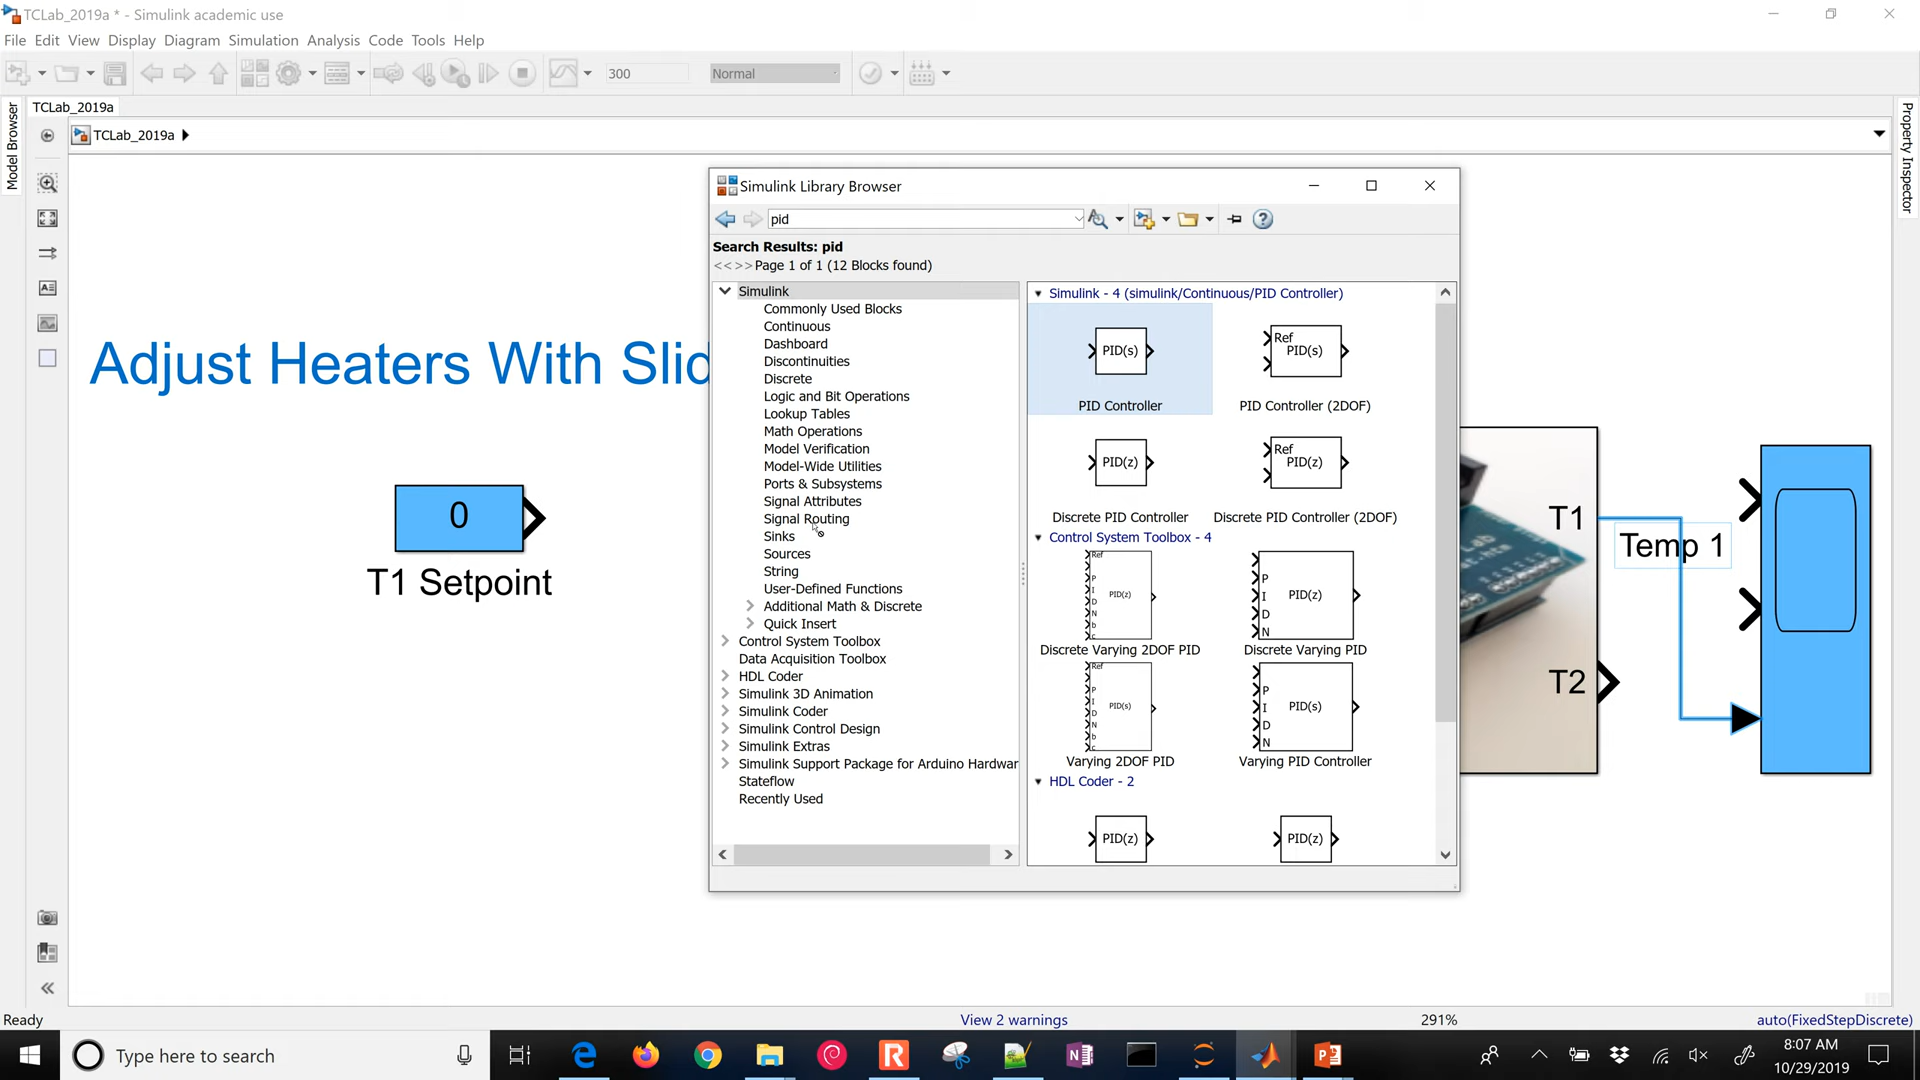 TCLab_2019a * - Simulink academic use
File Edit View Display Diagram Simulation Analysis Code Tools Help
300 Normal
TCLab_2019a
TCLab_2019a
Model Browser
Property Inspector
Adjust Heaters With Slid
0
T1 Setpoint
Simulink Library Browser
pid
Search Results: pid
<< >> Page 1 of 1 (12 Blocks found)
Simulink
Commonly Used Blocks
Continuous
Dashboard
Discontinuities
Discrete
Logic and Bit Operations
Lookup Tables
Math Operations
Model Verification
Model-Wide Utilities
Ports & Subsystems
Signal Attributes
Signal Routing
Sinks
Sources
String
User-Defined Functions
Additional Math & Discrete
Quick Insert
Control System Toolbox
Data Acquisition Toolbox
HDL Coder
Simulink 3D Animation
Simulink Coder
Simulink Control Design
Simulink Extras
Simulink Support Package for Arduino Hardwar
Stateflow
Recently Used
Simulink - 4 (simulink/Continuous/PID Controller)
PID(s)
Ref
PID(s)
PID Controller
PID Controller (2DOF)
PID(z)
Ref
PID(z)
Discrete PID Controller
Discrete PID Controller (2DOF)
Control System Toolbox - 4
Ref
P
I
D
N
b
c
PID(z)
P
I
D
N
PID(z)
Discrete Varying 2DOF PID
Discrete Varying PID
Ref
P
I
D
N
b
c
PID(s)
P
I
D
N
PID(s)
Varying 2DOF PID
Varying PID Controller
HDL Coder - 2
PID(z)
PID(z)
T1
Temp 1
T2
Lab
Ready
View 2 warnings
291%
auto(FixedStepDiscrete)
Type here to search
8:07 AM
10/29/2019